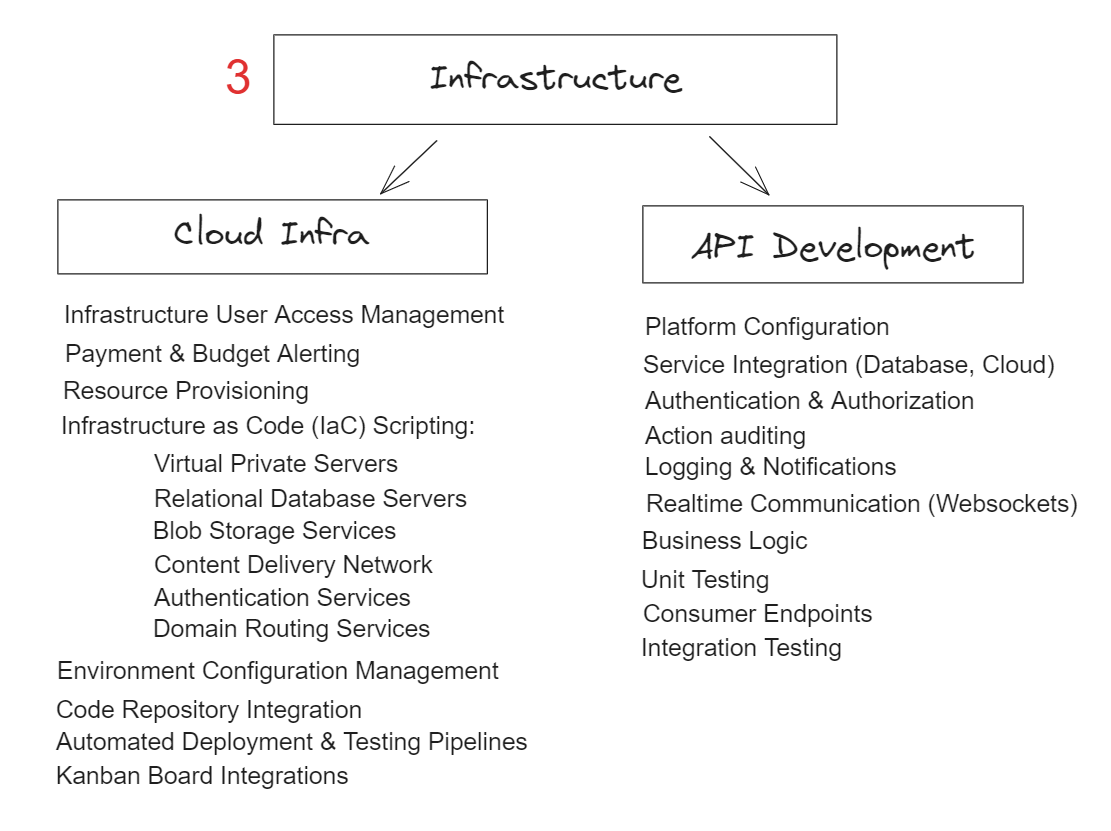 3
Infrastructure
Cloud Infra
Infrastructure User Access Management
Payment & Budget Alerting
Resource Provisioning
Infrastructure as Code (IaC) Scripting:
Virtual Private Servers
Relational Database Servers
Blob Storage Services
Content Delivery Network
Authentication Services
Domain Routing Services
Environment Configuration Management
Code Repository Integration
Automated Deployment & Testing Pipelines
Kanban Board Integrations
API Development
Platform Configuration
Service Integration (Database, Cloud)
Authentication & Authorization
Action auditing
Logging & Notifications
Realtime Communication (Websockets)
Business Logic
Unit Testing
Consumer Endpoints
Integration Testing